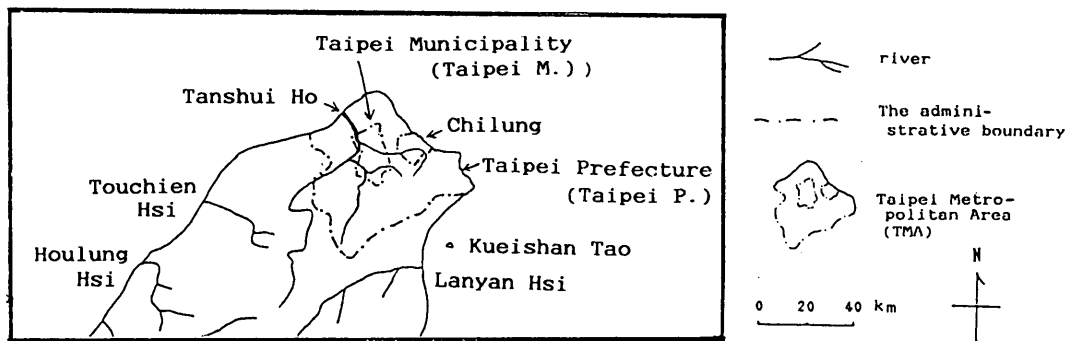 Taipei Municipality
(Taipei M.))
Tanshui Ho
Chilung
Taipei Prefecture
(Taipei P.)
Touchien
Hsi
Kueishan Tao
Houlung
Hsi
Lanyan Hsi
river
The admini-
strative boundary
Taipei Metro-
politan Area
(TMA)
N
0 20 40 km